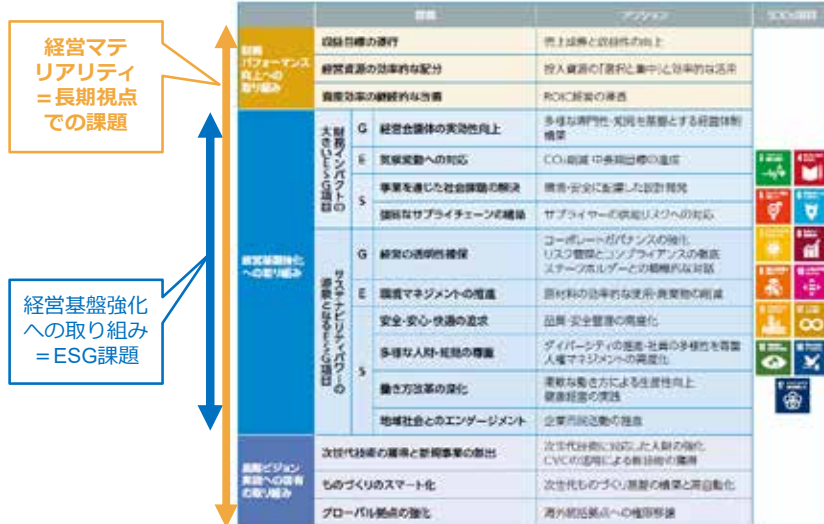 課題
アクション
SDGs項目
経営マテ
リアリティ
＝長期視点
での課題
財務
パフォーマンス
向上への
取り組み
収益目標の遂行
売上成長と収益性の向上
経営資源の効率的な配分
投入資源の「選択と集中」と効率的な活用
資産効率の継続的な改善
ROIC経営の浸透
経営基盤強化
への取り組み
財務インパクトの
大きいESG項目
G
経営会議体の実効性向上
多様な専門性・知見を基盤とする経営体制
構築
E
気候変動への対応
CO₂削減 中長期目標の達成
S
事業を通じた社会課題の解決
環境・安全に配慮した設計開発
強固なサプライチェーンの構築
サプライヤーの供給リスクへの対応
サステナビリティパワーの
源泉となるESG項目
G
経営の透明性確保
コーポレートガバナンスの強化
リスク管理とコンプライアンスの徹底
ステークホルダーとの積極的な対話
E
環境マネジメントの推進
原材料の効率的な使用・廃棄物の削減
S
安全・安心・快適の追求
品質・安全管理の高度化
多様な人財・知見の尊重
ダイバーシティの推進・社員の多様性を尊重
人権マネジメントの高度化
働き方改革の深化
柔軟な働き方による生産性向上
健康経営の実践
地域社会とのエンゲージメント
企業市民活動の推進
経営基盤強化
への取り組み
＝ESG課題
長期ビジョン
実現への固有
の取り組み
次世代技術の獲得と新規事業の創出
次世代技術に対応した人財の強化
CVCの活用による新技術の獲得
ものづくりのスマート化
次世代ものづくり基盤の構築と高自動化
グローバル拠点の強化
海外統括拠点への権限移譲